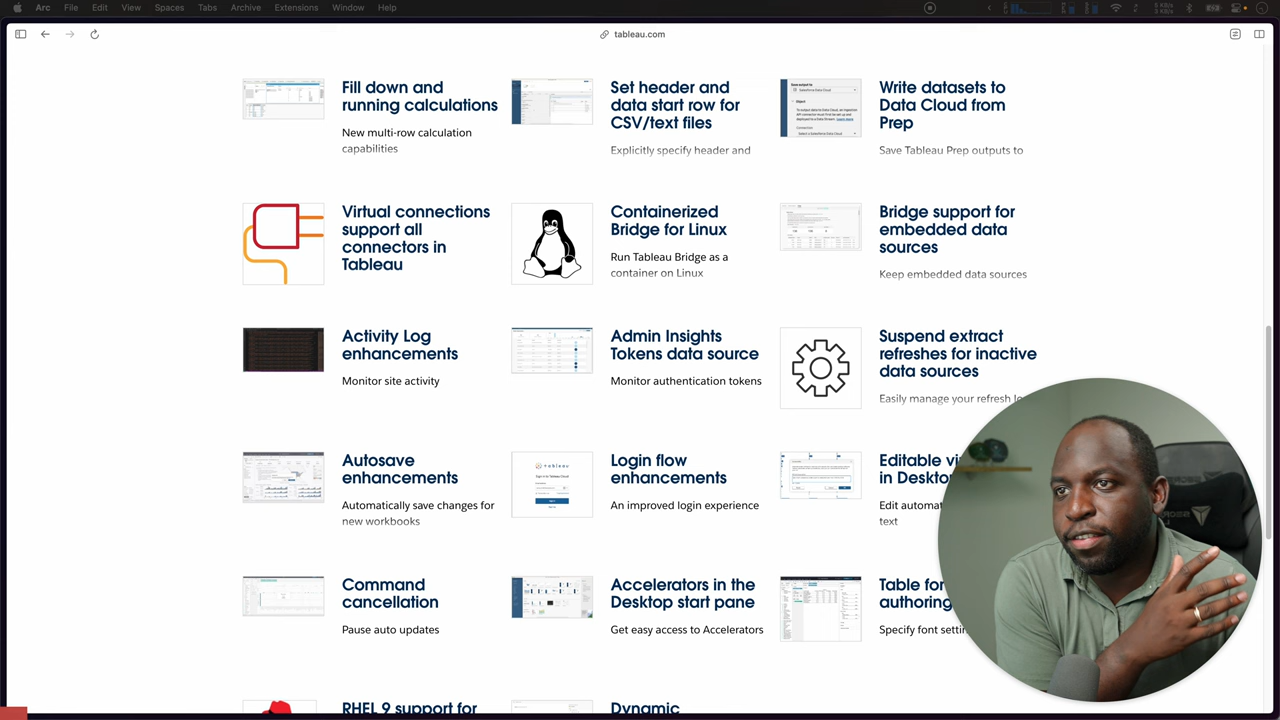 Arc File Edit View Spaces Tabs Archive Extensions Window Help
tableau.com
Fill down and
running calculations
New multi-row calculation
capabilities
Set header and
data start row for
CSV/text files
Explicitly specify header and
Write datasets to
Data Cloud from
Prep
Save Tableau Prep outputs to
Virtual connections
support all
connectors in
Tableau
Containerized
Bridge for Linux
Run Tableau Bridge as a
container on Linux
Bridge support for
embedded data
sources
Keep embedded data sources
Activity Log
enhancements
Monitor site activity
Admin Insights
Tokens data source
Monitor authentication tokens
Suspend extract
refreshes for inactive
data sources
Easily manage your refresh
Autosave
enhancements
Automatically save changes for
new workbooks
Login flow
enhancements
An improved login experience
Editable
in Desktop
Edit
text
Command
cancellation
Pause auto updates
Accelerators in the
Desktop start pane
Get easy access to Accelerators
Table
authoring
Specify font
RHEL 9 support for
Dynamic